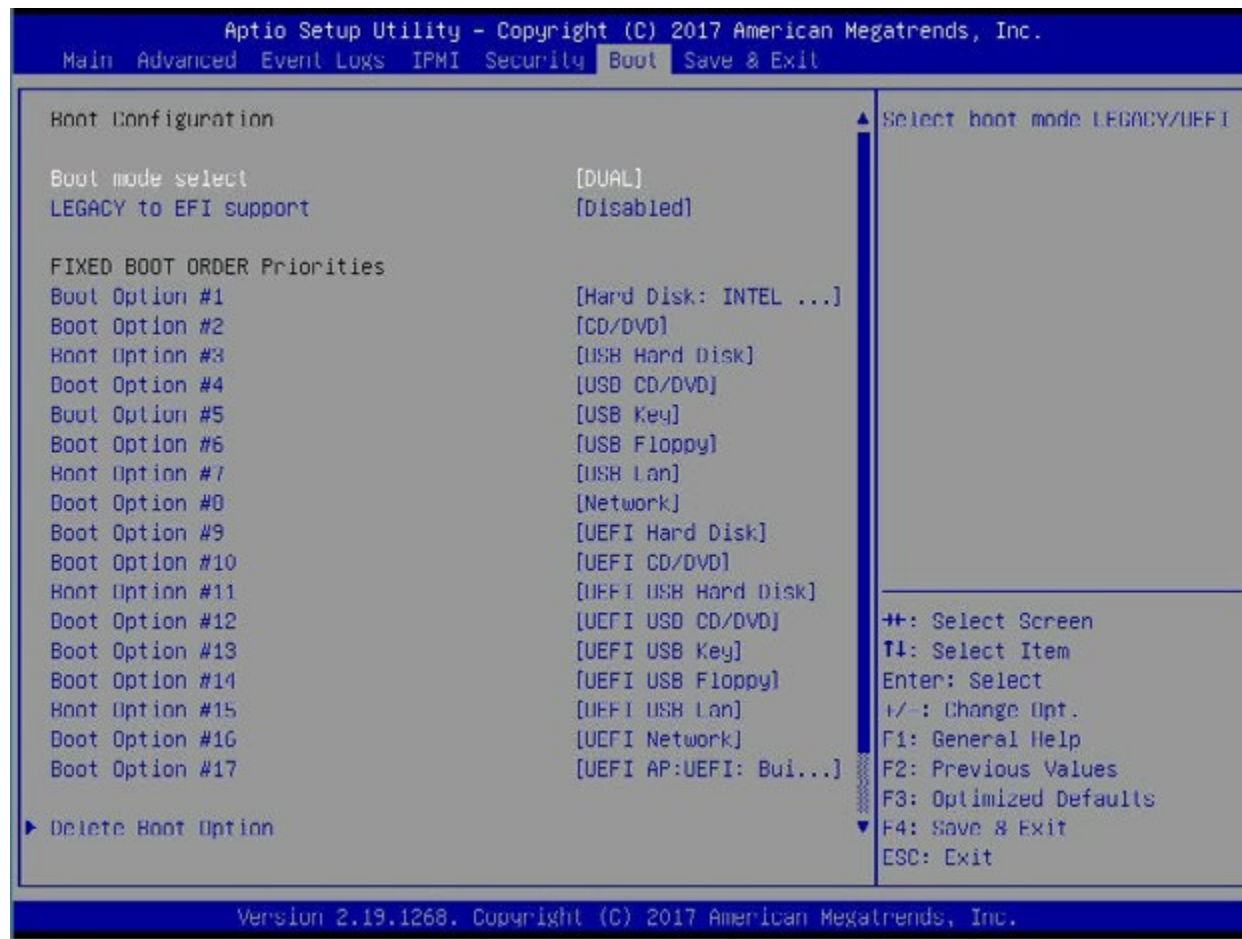 Aptio Setup Utility - Copyright (C) 2017 American Megatrends, Inc.
Main Advanced Event Logs IPMI Security Boot Save & Exit
Boot Configuration
Select boot mode LEGACY/UEFI
Boot mode select [DUAL]
LEGACY to EFI support [Disabled]
FIXED BOOT ORDER Priorities
Boot Option #1 [Hard Disk: INTEL ...]
Boot Option #2 [CD/DVD]
Boot Option #3 [USB Hard Disk]
Boot Option #4 [USB CD/DVD]
Boot Option #5 [USB Key]
Boot Option #6 [USB Floppy]
Boot Option #7 [USB Lan]
Boot Option #8 [Network]
Boot Option #9 [UEFI Hard Disk]
Boot Option #10 [UEFI CD/DVD]
Boot Option #11 [UEFI USB Hard Disk]
Boot Option #12 [UEFI USB CD/DVD]
Boot Option #13 [UEFI USB Key]
Boot Option #14 [UEFI USB Floppy]
Boot Option #15 [UEFI USB Lan]
Boot Option #16 [UEFI Network]
Boot Option #17 [UEFI AP:UEFI: Bui...]
Delete Boot Option
→←: Select Screen
↑↓: Select Item
Enter: Select
+/-: Change Opt.
F1: General Help
F2: Previous Values
F3: Optimized Defaults
F4: Save & Exit
ESC: Exit
Version 2.19.1268. Copyright (C) 2017 American Megatrends, Inc.